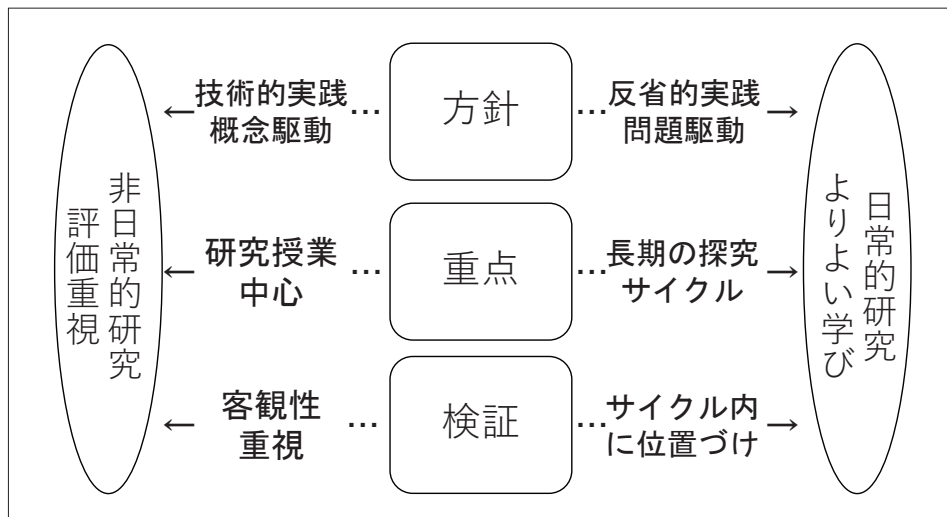 非日常的研究
評価重視
技術的実践
概念駆動
← …
方針
反省的実践
問題駆動
… →
研究授業
中心
← …
重点
長期の探究
サイクル
… →
客観性
重視
← …
検証
サイクル内
に位置づけ
… →
日常的研究
よりよい学び